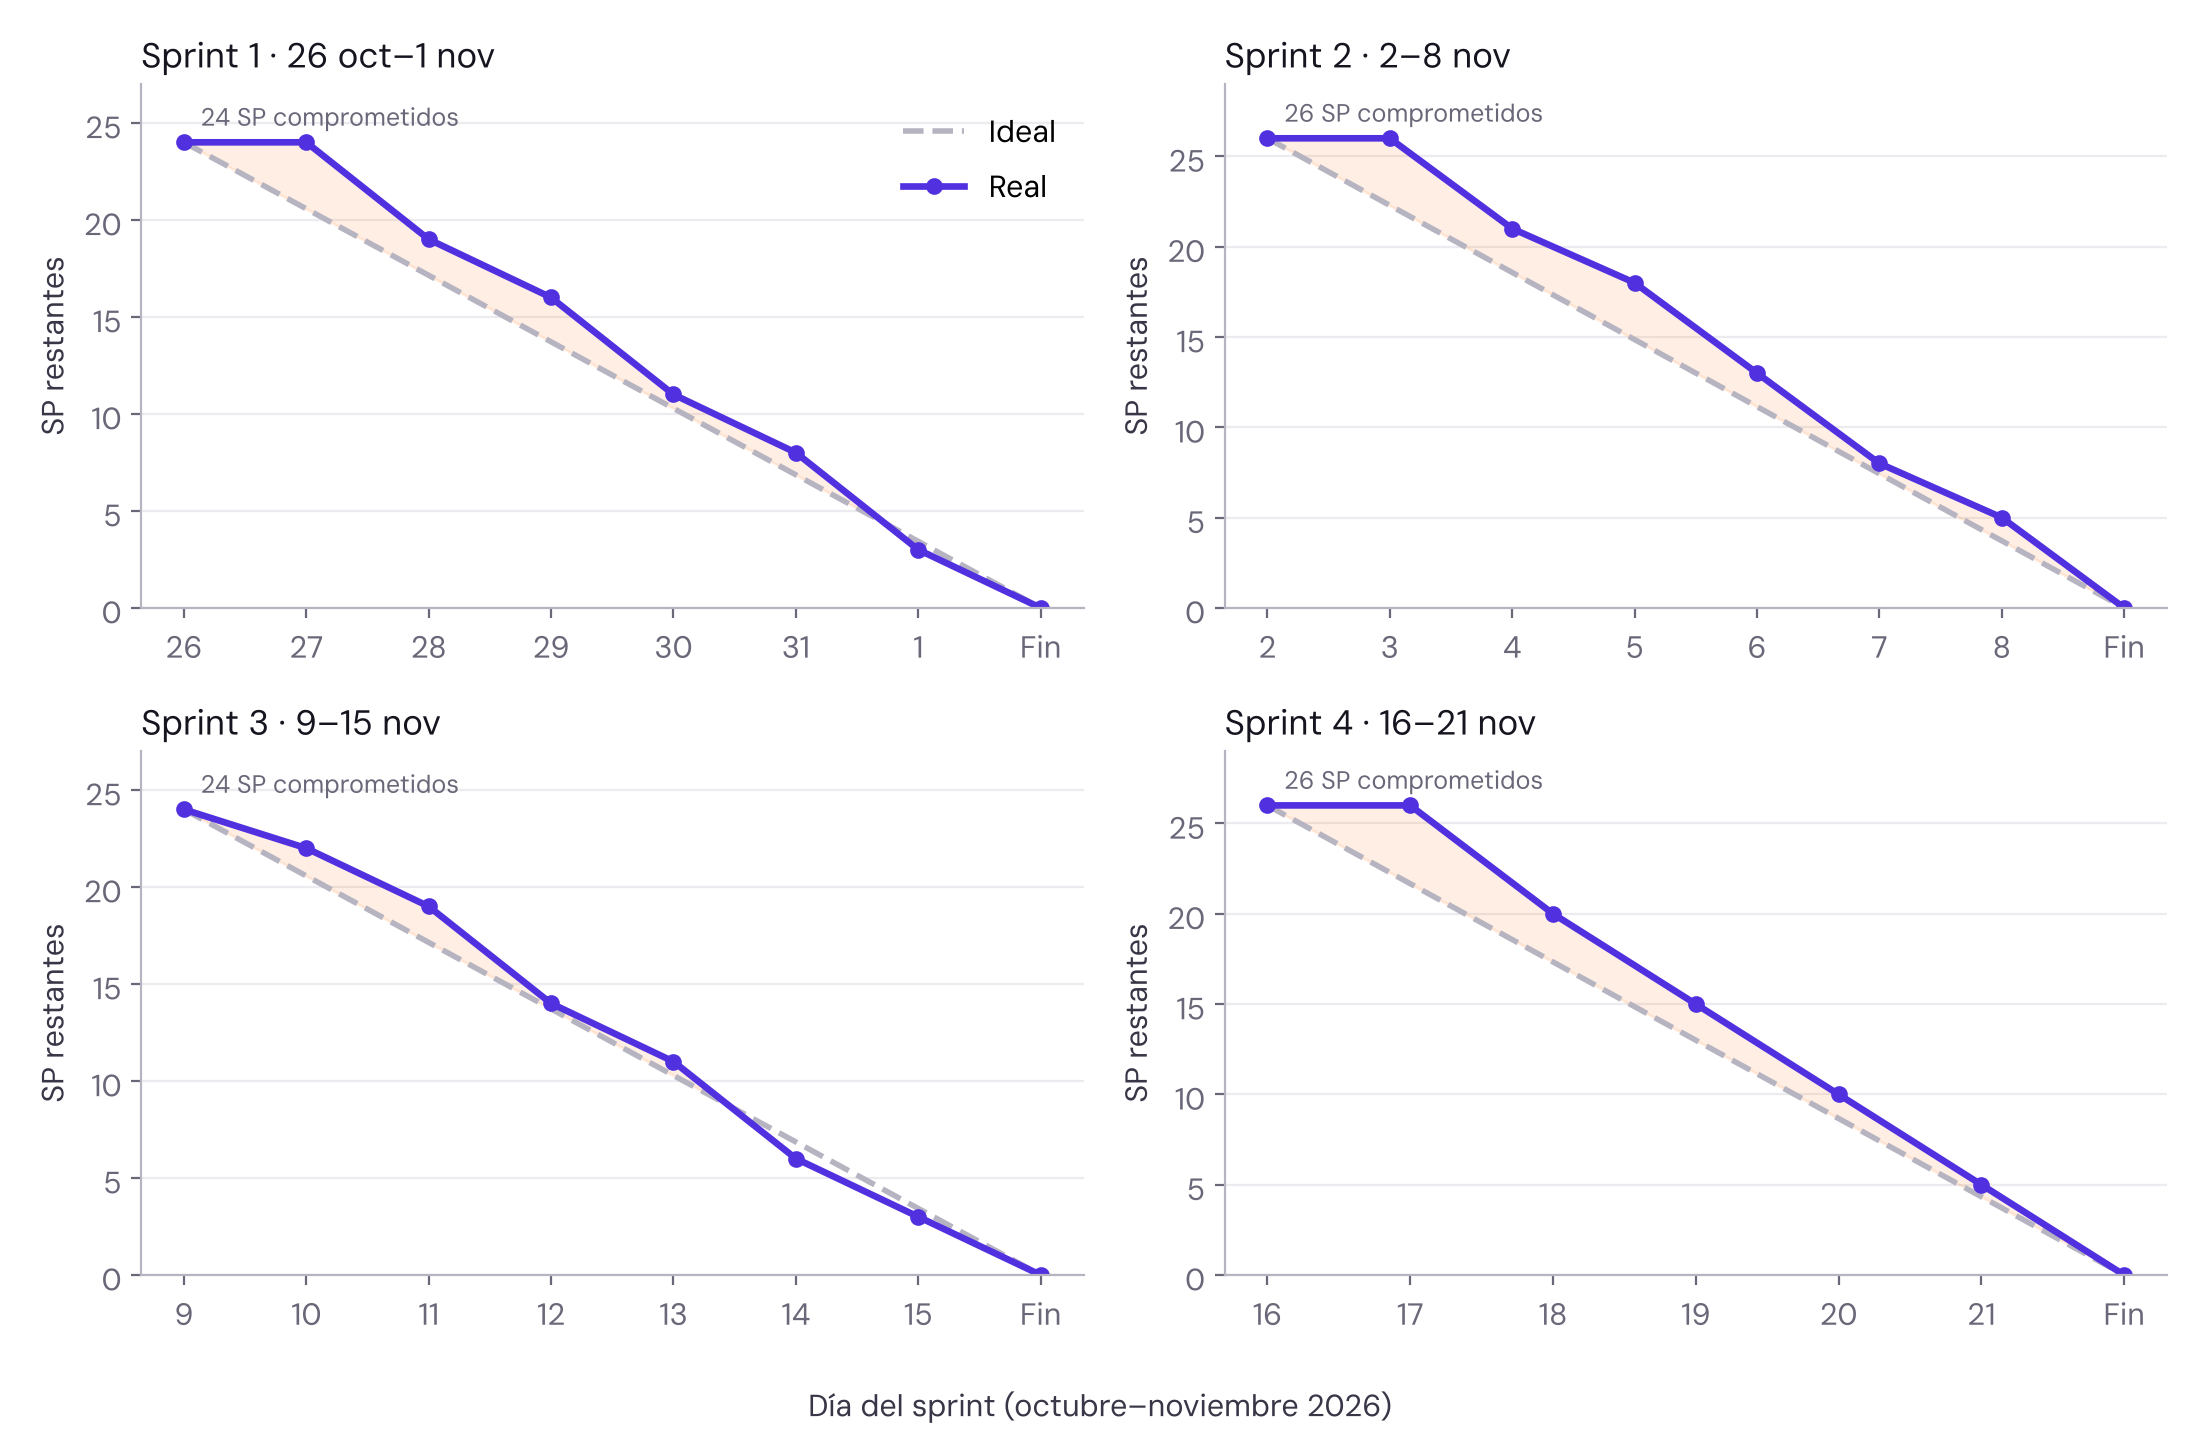 Sprint 1 · 26 oct–1 nov
24 SP comprometidos
Ideal
Real
SP restantes
25
20
15
10
5
0
26 27 28 29 30 31 1 Fin
Sprint 2 · 2–8 nov
26 SP comprometidos
SP restantes
25
20
15
10
5
0
2 3 4 5 6 7 8 Fin
Sprint 3 · 9–15 nov
24 SP comprometidos
SP restantes
25
20
15
10
5
0
9 10 11 12 13 14 15 Fin
Sprint 4 · 16–21 nov
26 SP comprometidos
SP restantes
25
20
15
10
5
0
16 17 18 19 20 21 Fin
Día del sprint (octubre–noviembre 2026)